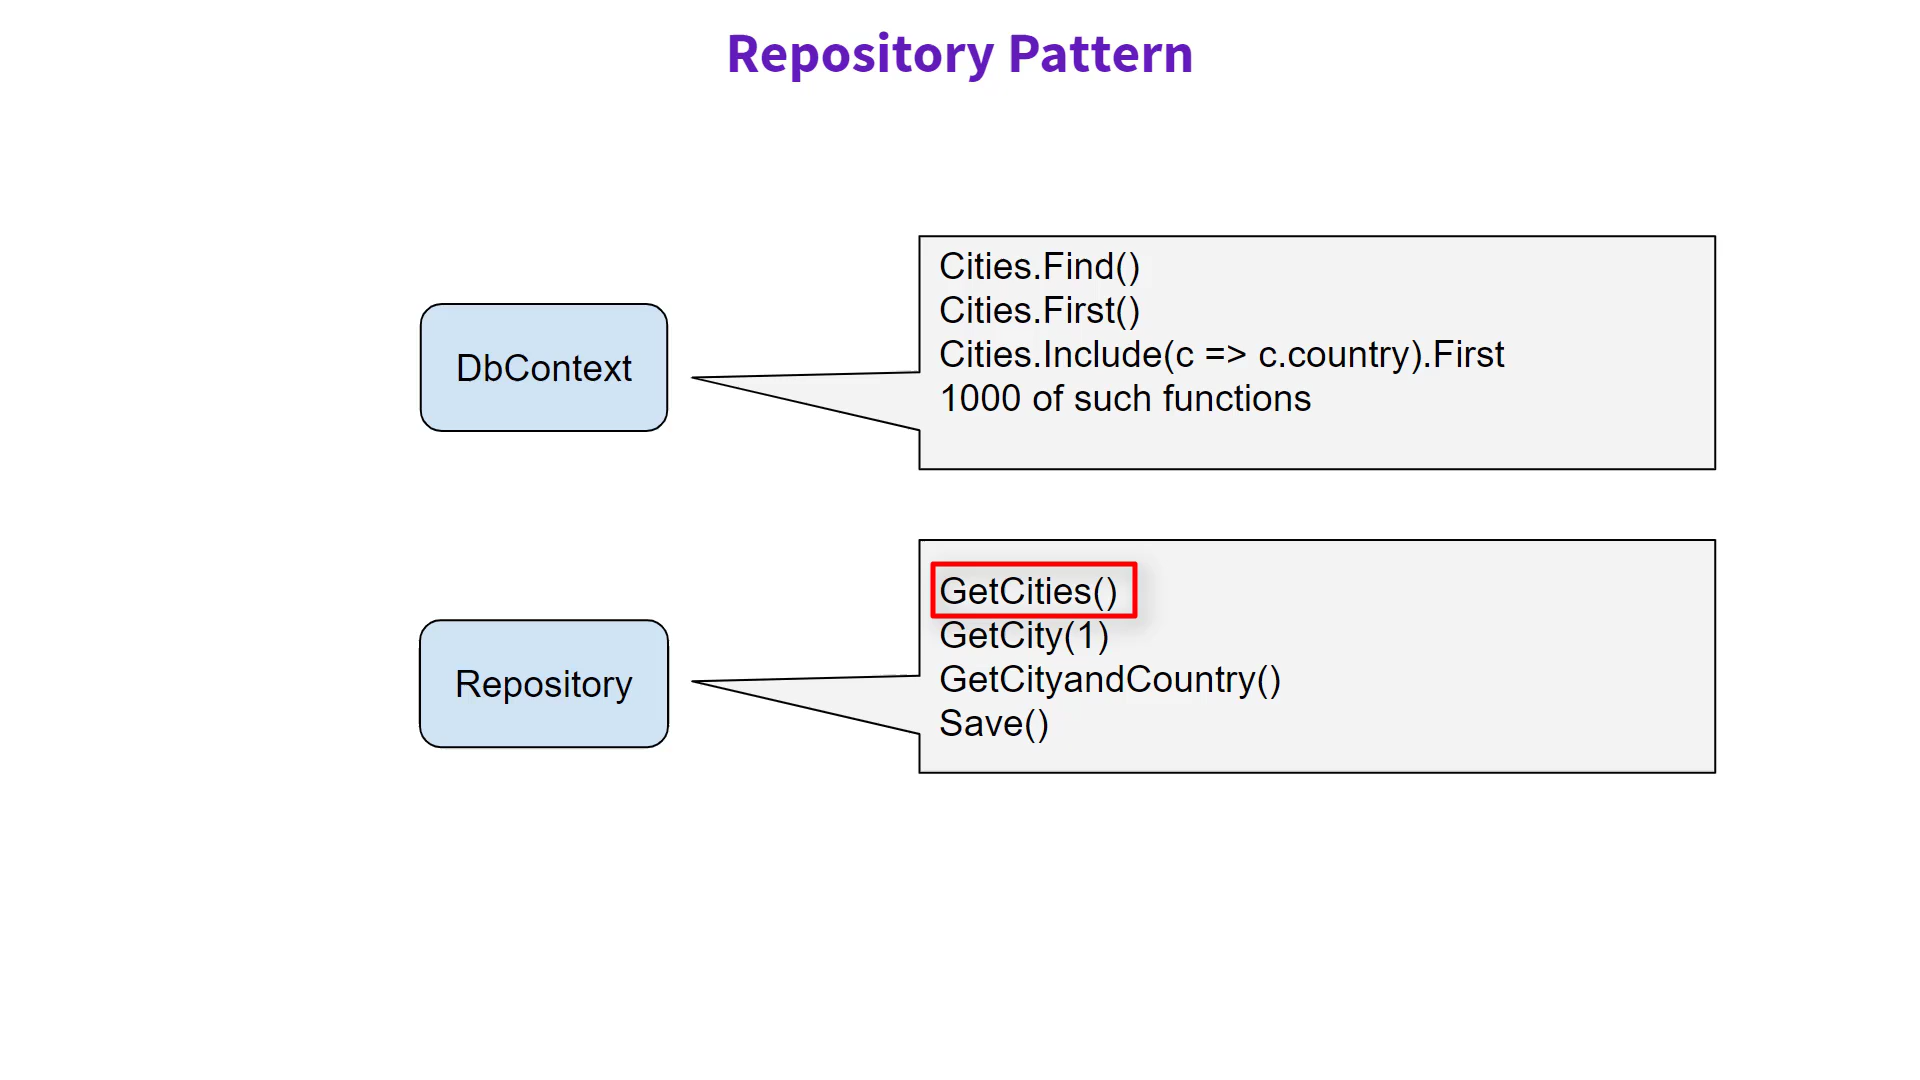 Repository Pattern
DbContext
Cities.Find()
Cities.First()
Cities.Include(c => c.country).First
1000 of such functions
Repository
GetCities()
GetCity(1)
GetCityandCountry()
Save()